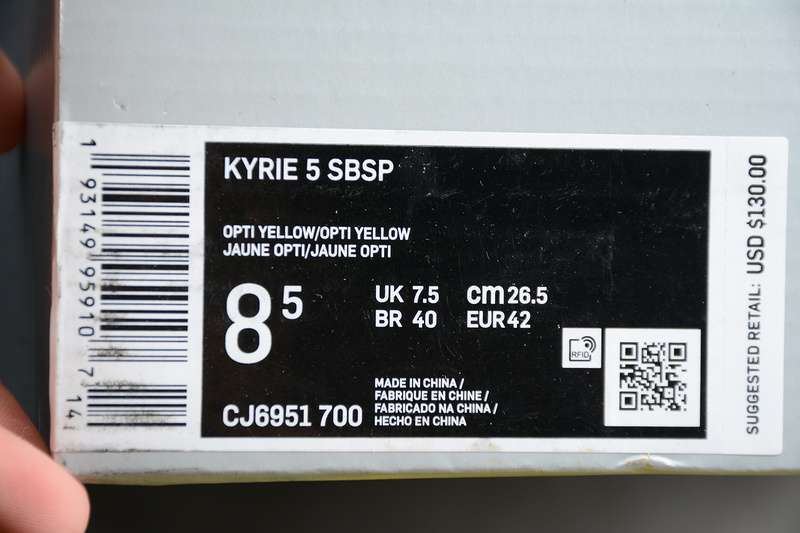 KYRIE 5 SBSP
OPTI YELLOW/OPTI YELLOW
JAUNE OPTI/JAUNE OPTI
8 5
UK 7.5 cm 26.5
BR 40 EUR 42
MADE IN CHINA /
FABRIQUE EN CHINE /
FABRICADO NA CHINA /
HECHO EN CHINA
CJ6951 700
RFID
1 93149 95910 7 14
SUGGESTED RETAIL: USD $130.00